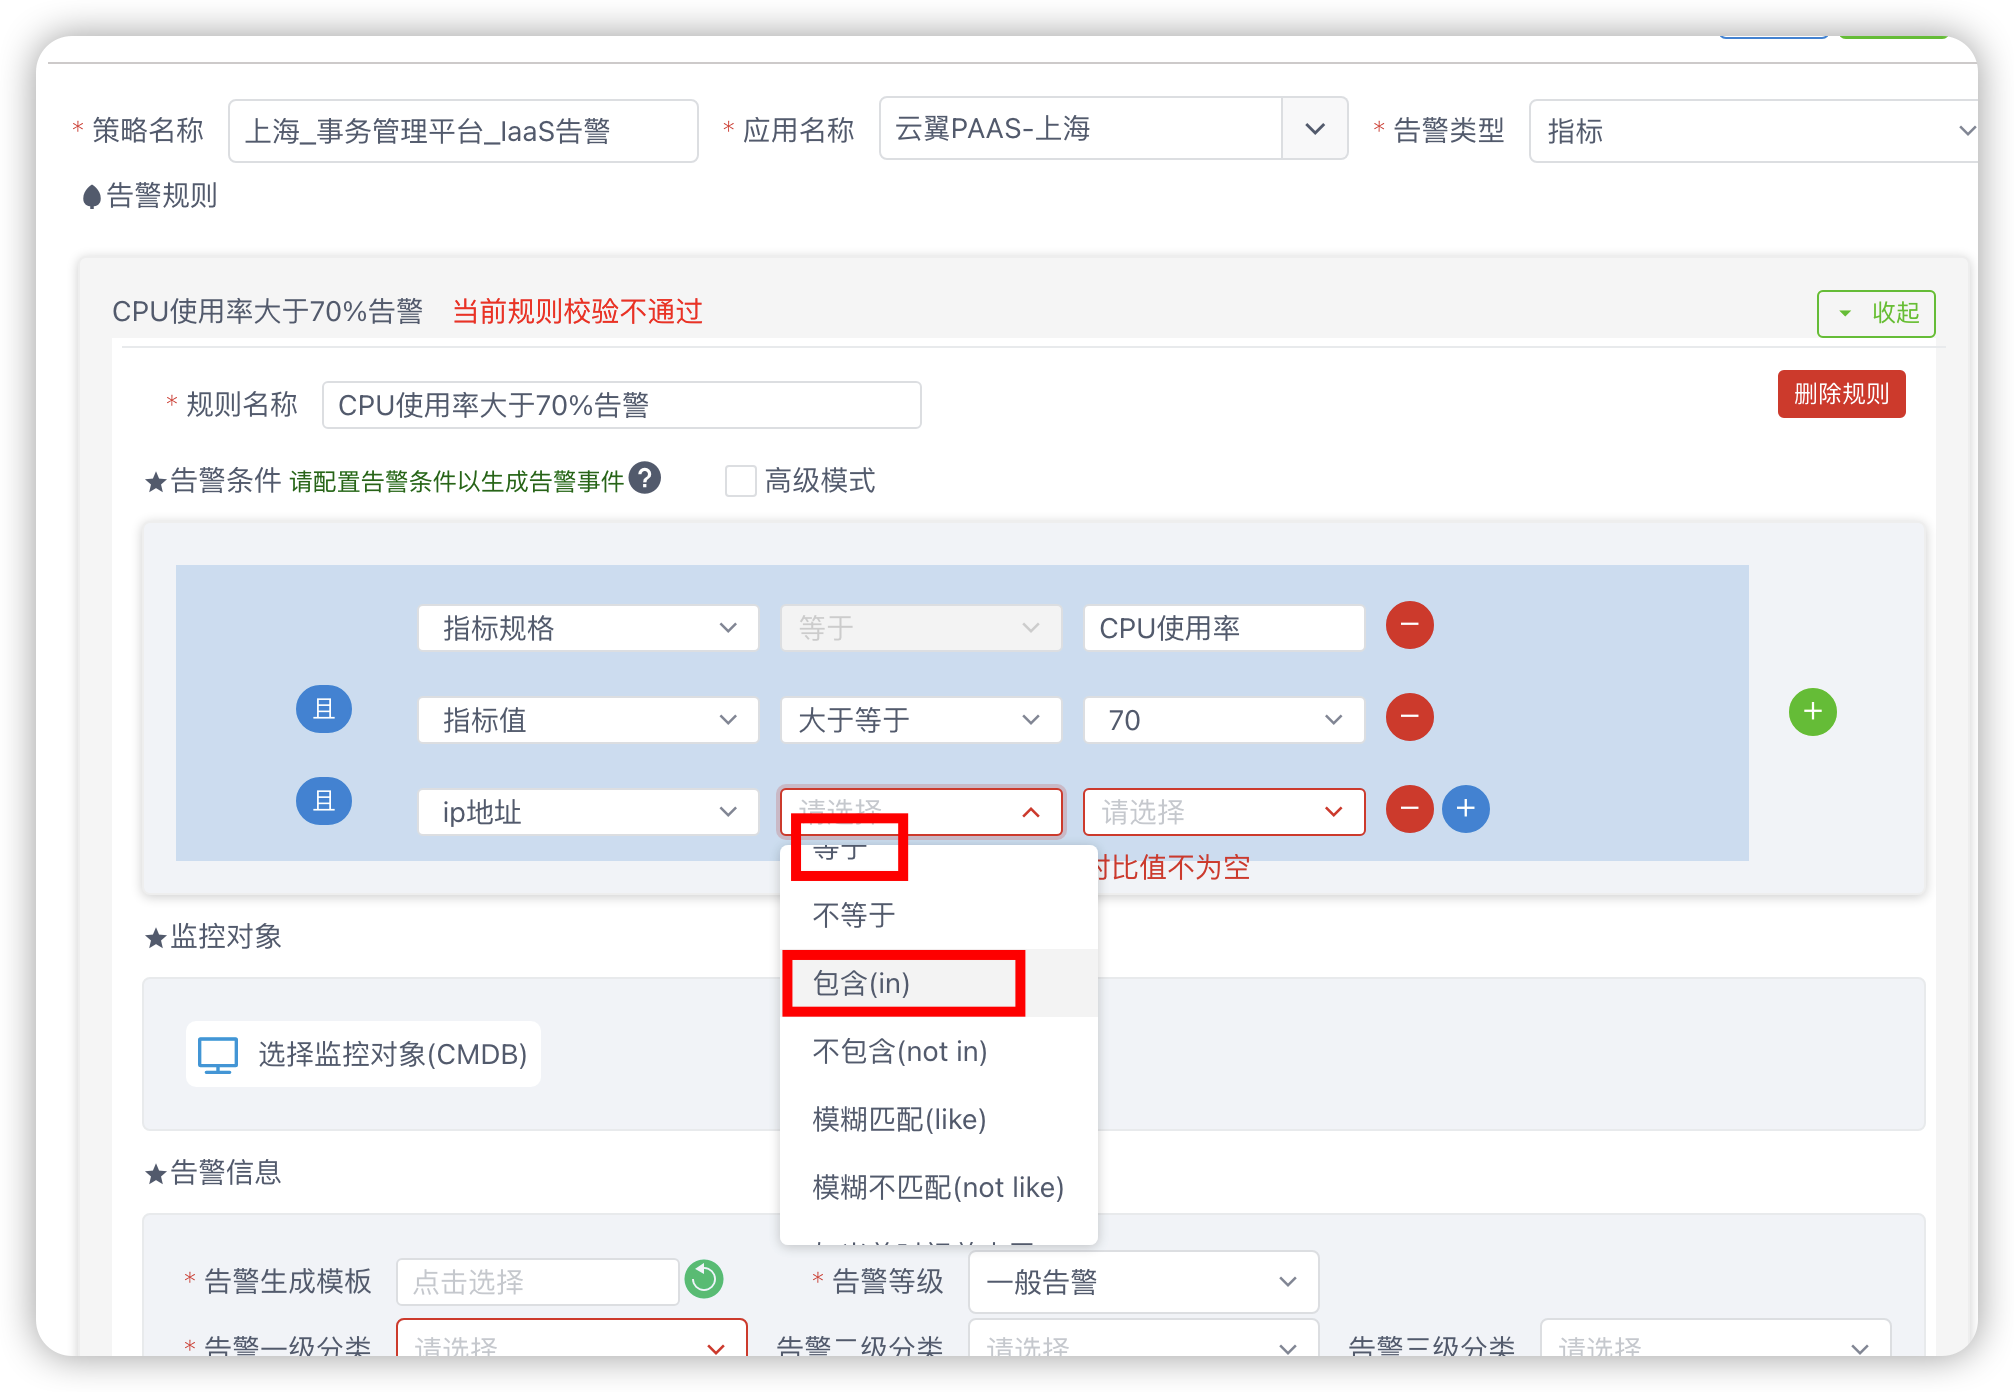 * 策略名称 上海_事务管理平台_IaaS告警 * 应用名称 云翼PAAS-上海 * 告警类型 指标
告警规则
CPU使用率大于70%告警 当前规则校验不通过 收起
* 规则名称 CPU使用率大于70%告警 删除规则
告警条件 请配置告警条件以生成告警事件 ? 高级模式
指标规格 等于 CPU使用率
且 指标值 大于等于 70
且 ip地址 请选择 请选择
等于 对比值不为空
不等于
监控对象
包含(in)
不包含(not in)
选择监控对象(CMDB)
模糊匹配(like)
告警信息
模糊不匹配(not like)
* 告警生成模板 点击选择 * 告警等级 一般告警
* 告警一级分类 请选择 告警二级分类 请选择 告警三级分类 请选择